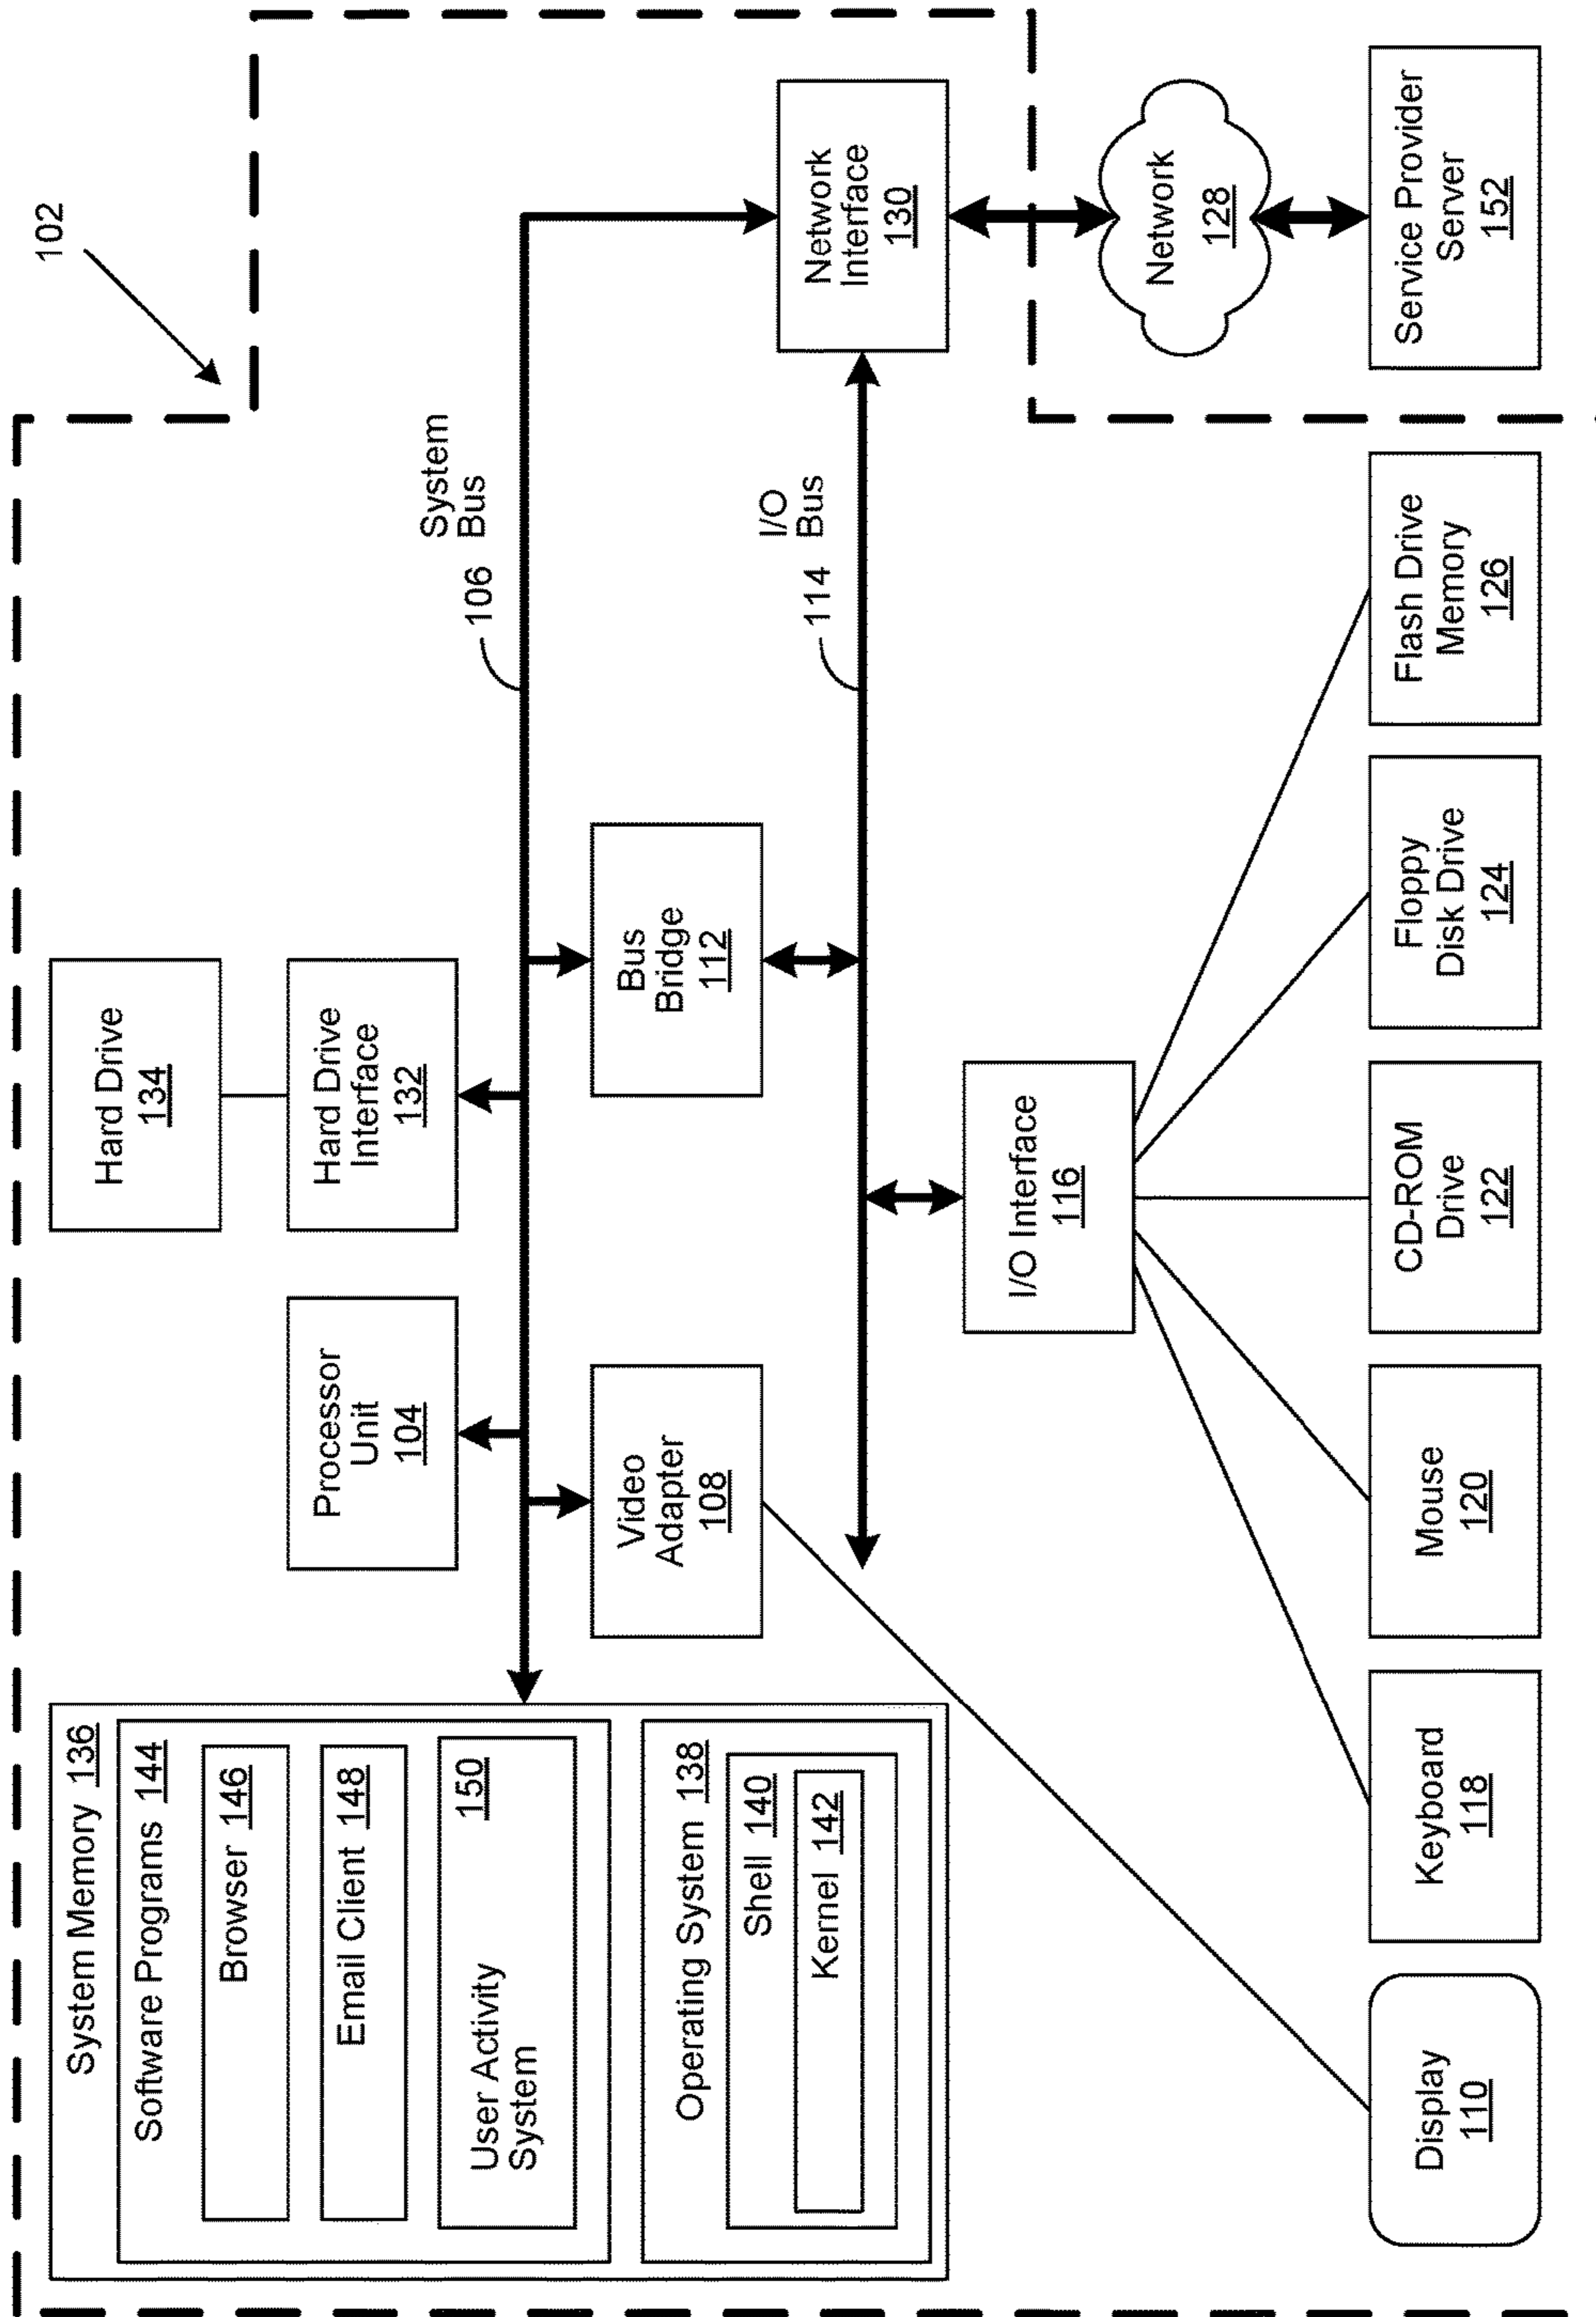 102
System Memory 136
Software Programs 144
Browser 146
Email Client 148
150
User Activity
System
Operating System 138
Shell 140
Kernel 142
Processor
Unit
104
Hard Drive
134
Hard Drive
Interface
132
System
Bus
106
Video
Adapter
108
Bus
Bridge
112
I/O
Bus
114
Network
Interface
130
I/O Interface
116
Network
128
Display
110
Keyboard
118
Mouse
120
CD-ROM
Drive
122
Floppy
Disk Drive
124
Flash Drive
Memory
126
Service Provider
Server
152